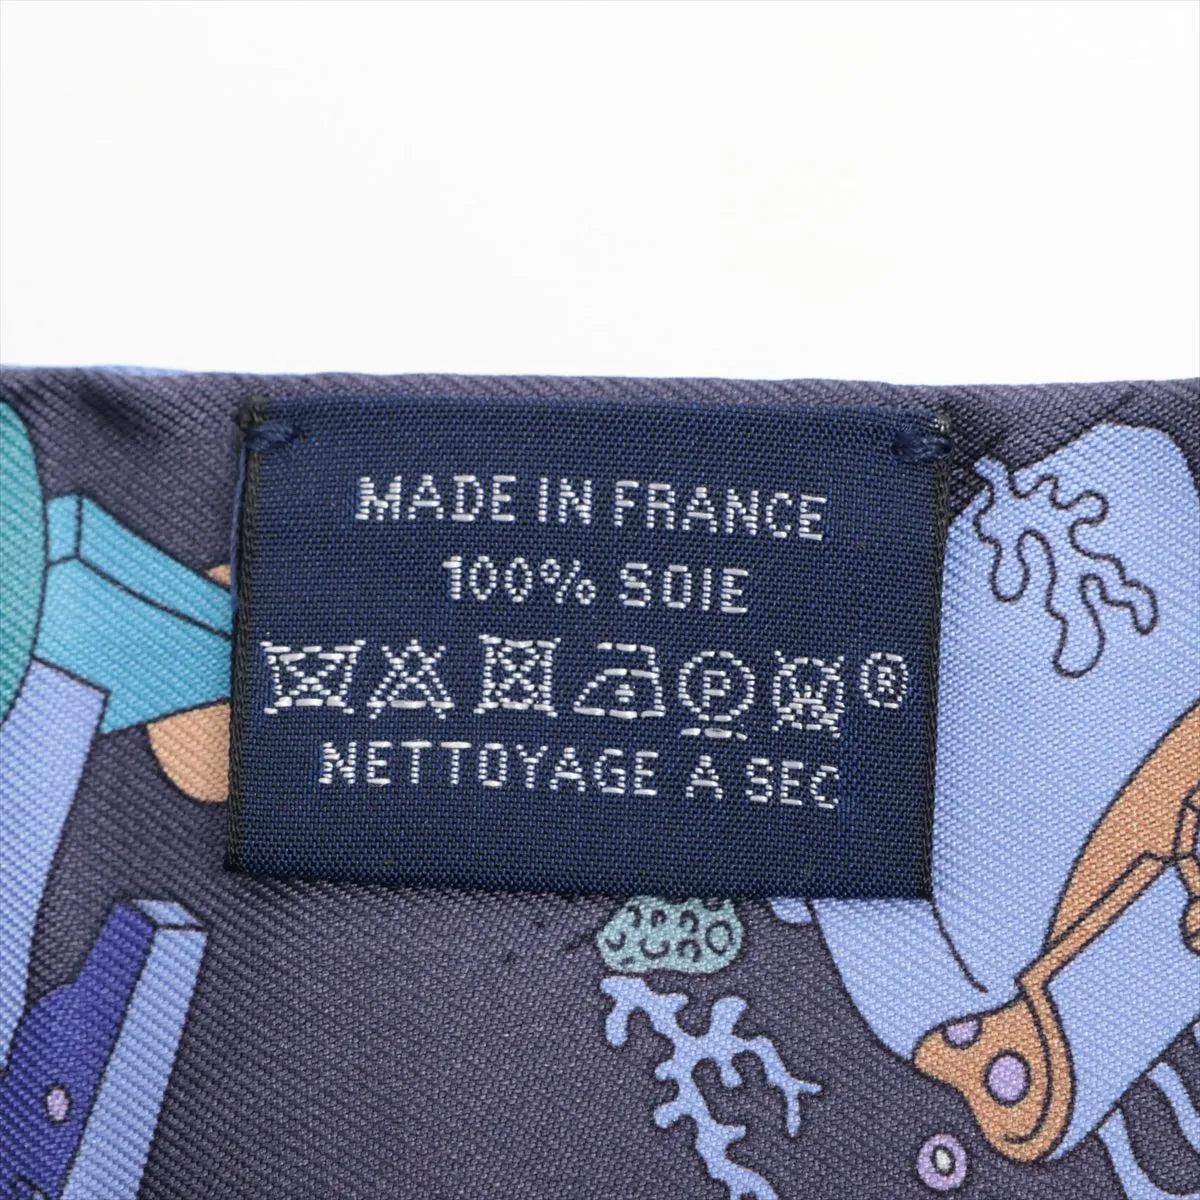 MADE IN FRANCE
100% SOIE
P W ®
NETTOYAGE A SEC